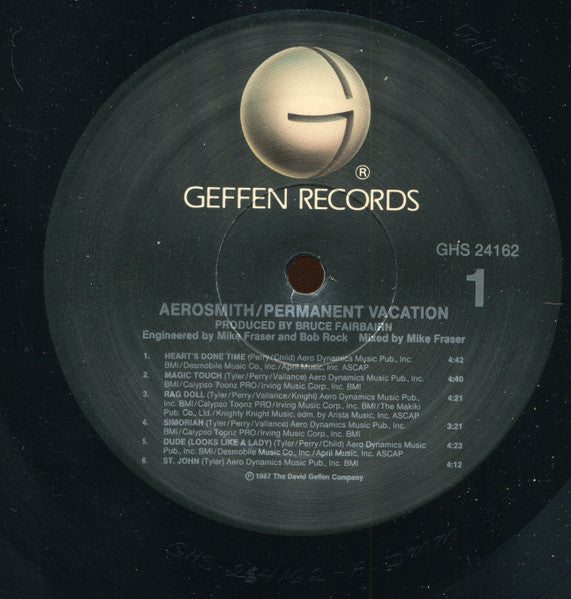 ®
GEFFEN RECORDS
GHS 24162
1
AEROSMITH/PERMANENT VACATION
PRODUCED BY BRUCE FAIRBAIRN
Engineered by Mike Fraser and Bob Rock Mixed by Mike Fraser
1. HEART'S DONE TIME (Perry/Child) Aero Dynamics Music Pub., Inc. 4:42
BMI/Desmobile Music Co., Inc./April Music, Inc. ASCAP
2. MAGIC TOUCH (Tyler/Perry/Vallance) Aero Dynamics Music Pub., Inc. 4:40
BMI/Calypso Toonz PRO/Irving Music Corp., Inc. BMI
3. RAG DOLL (Tyler/Perry/Vallance/Knight) Aero Dynamics Music Pub., 4:21
Inc. BMI/Calypso Toonz PRO/Irving Music Corp., Inc. BMI/The Makiki
Pub. Co., Ltd./Knighty Knight Music, adm. by Arista Music, Inc. ASCAP
4. SIMORIAH (Tyler/Perry/Vallance) Aero Dynamics Music Pub., Inc. 3:21
BMI/Calypso Toonz PRO/Irving Music Corp., Inc. BMI
5. DUDE (LOOKS LIKE A LADY) (Tyler/Perry/Child) Aero Dynamics Music 4:23
Pub., Inc. BMI/Desmobile Music Co., Inc./April Music, Inc. ASCAP
6. ST. JOHN (Tyler) Aero Dynamics Music Pub., Inc. BMI 4:12
℗ 1987 The David Geffen Company
GHS-24162-A-DMM